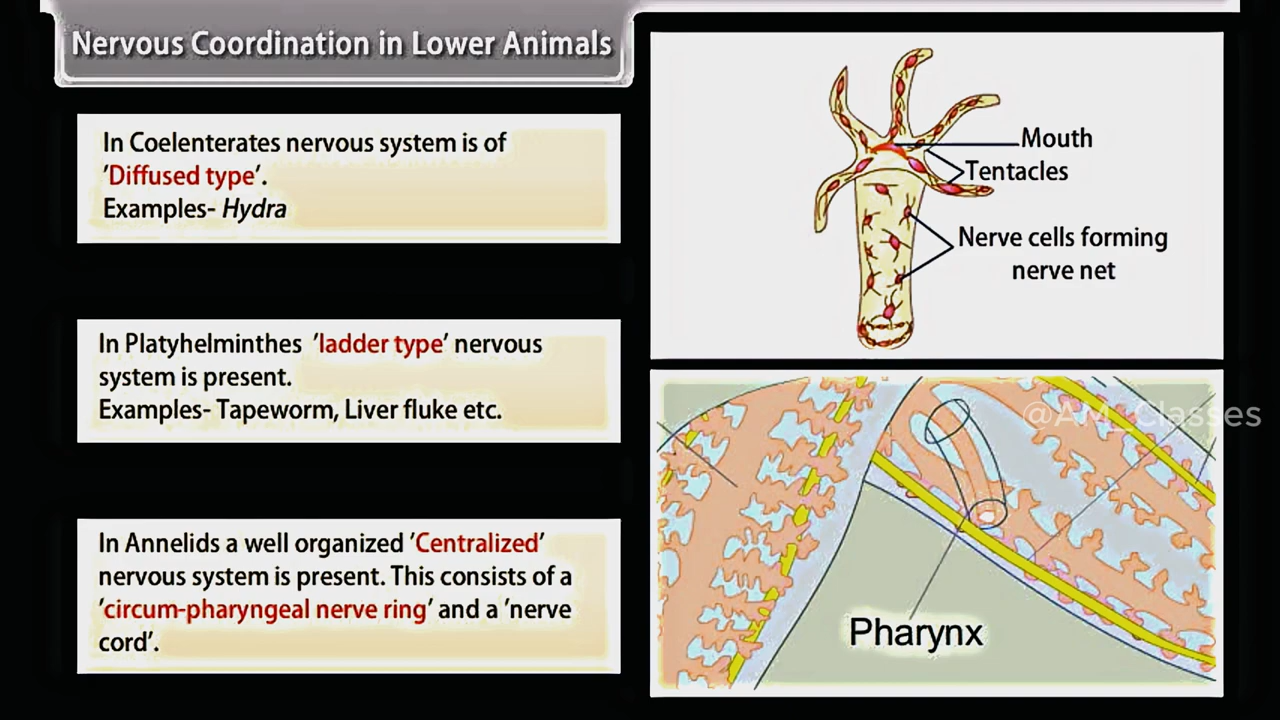 Nervous Coordination in Lower Animals
In Coelenterates nervous system is of
'Diffused type'.
Examples- Hydra
Mouth
Tentacles
Nerve cells forming
nerve net
In Platyhelminthes 'ladder type' nervous
system is present.
Examples- Tapeworm, Liver fluke etc.
@AM_Classes
In Annelids a well organized 'Centralized'
nervous system is present. This consists of a
'circum-pharyngeal nerve ring' and a 'nerve
cord'.
Pharynx